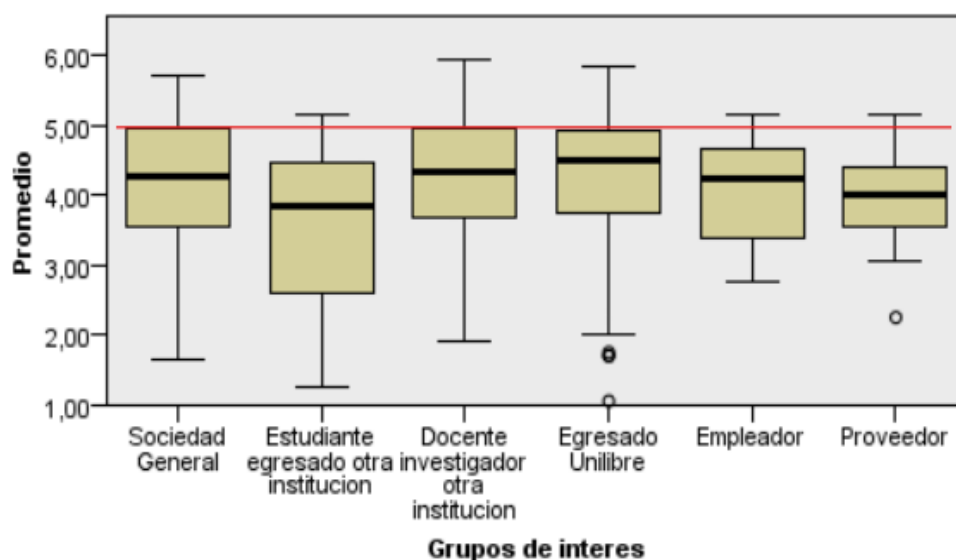 Promedio
6,00
5,00
4,00
3,00
2,00
1,00
Sociedad
General
Estudiante
egresado otra
institucion
Docente
investigador
otra
institucion
Egresado
Unilibre
Empleador
Proveedor
Grupos de interes